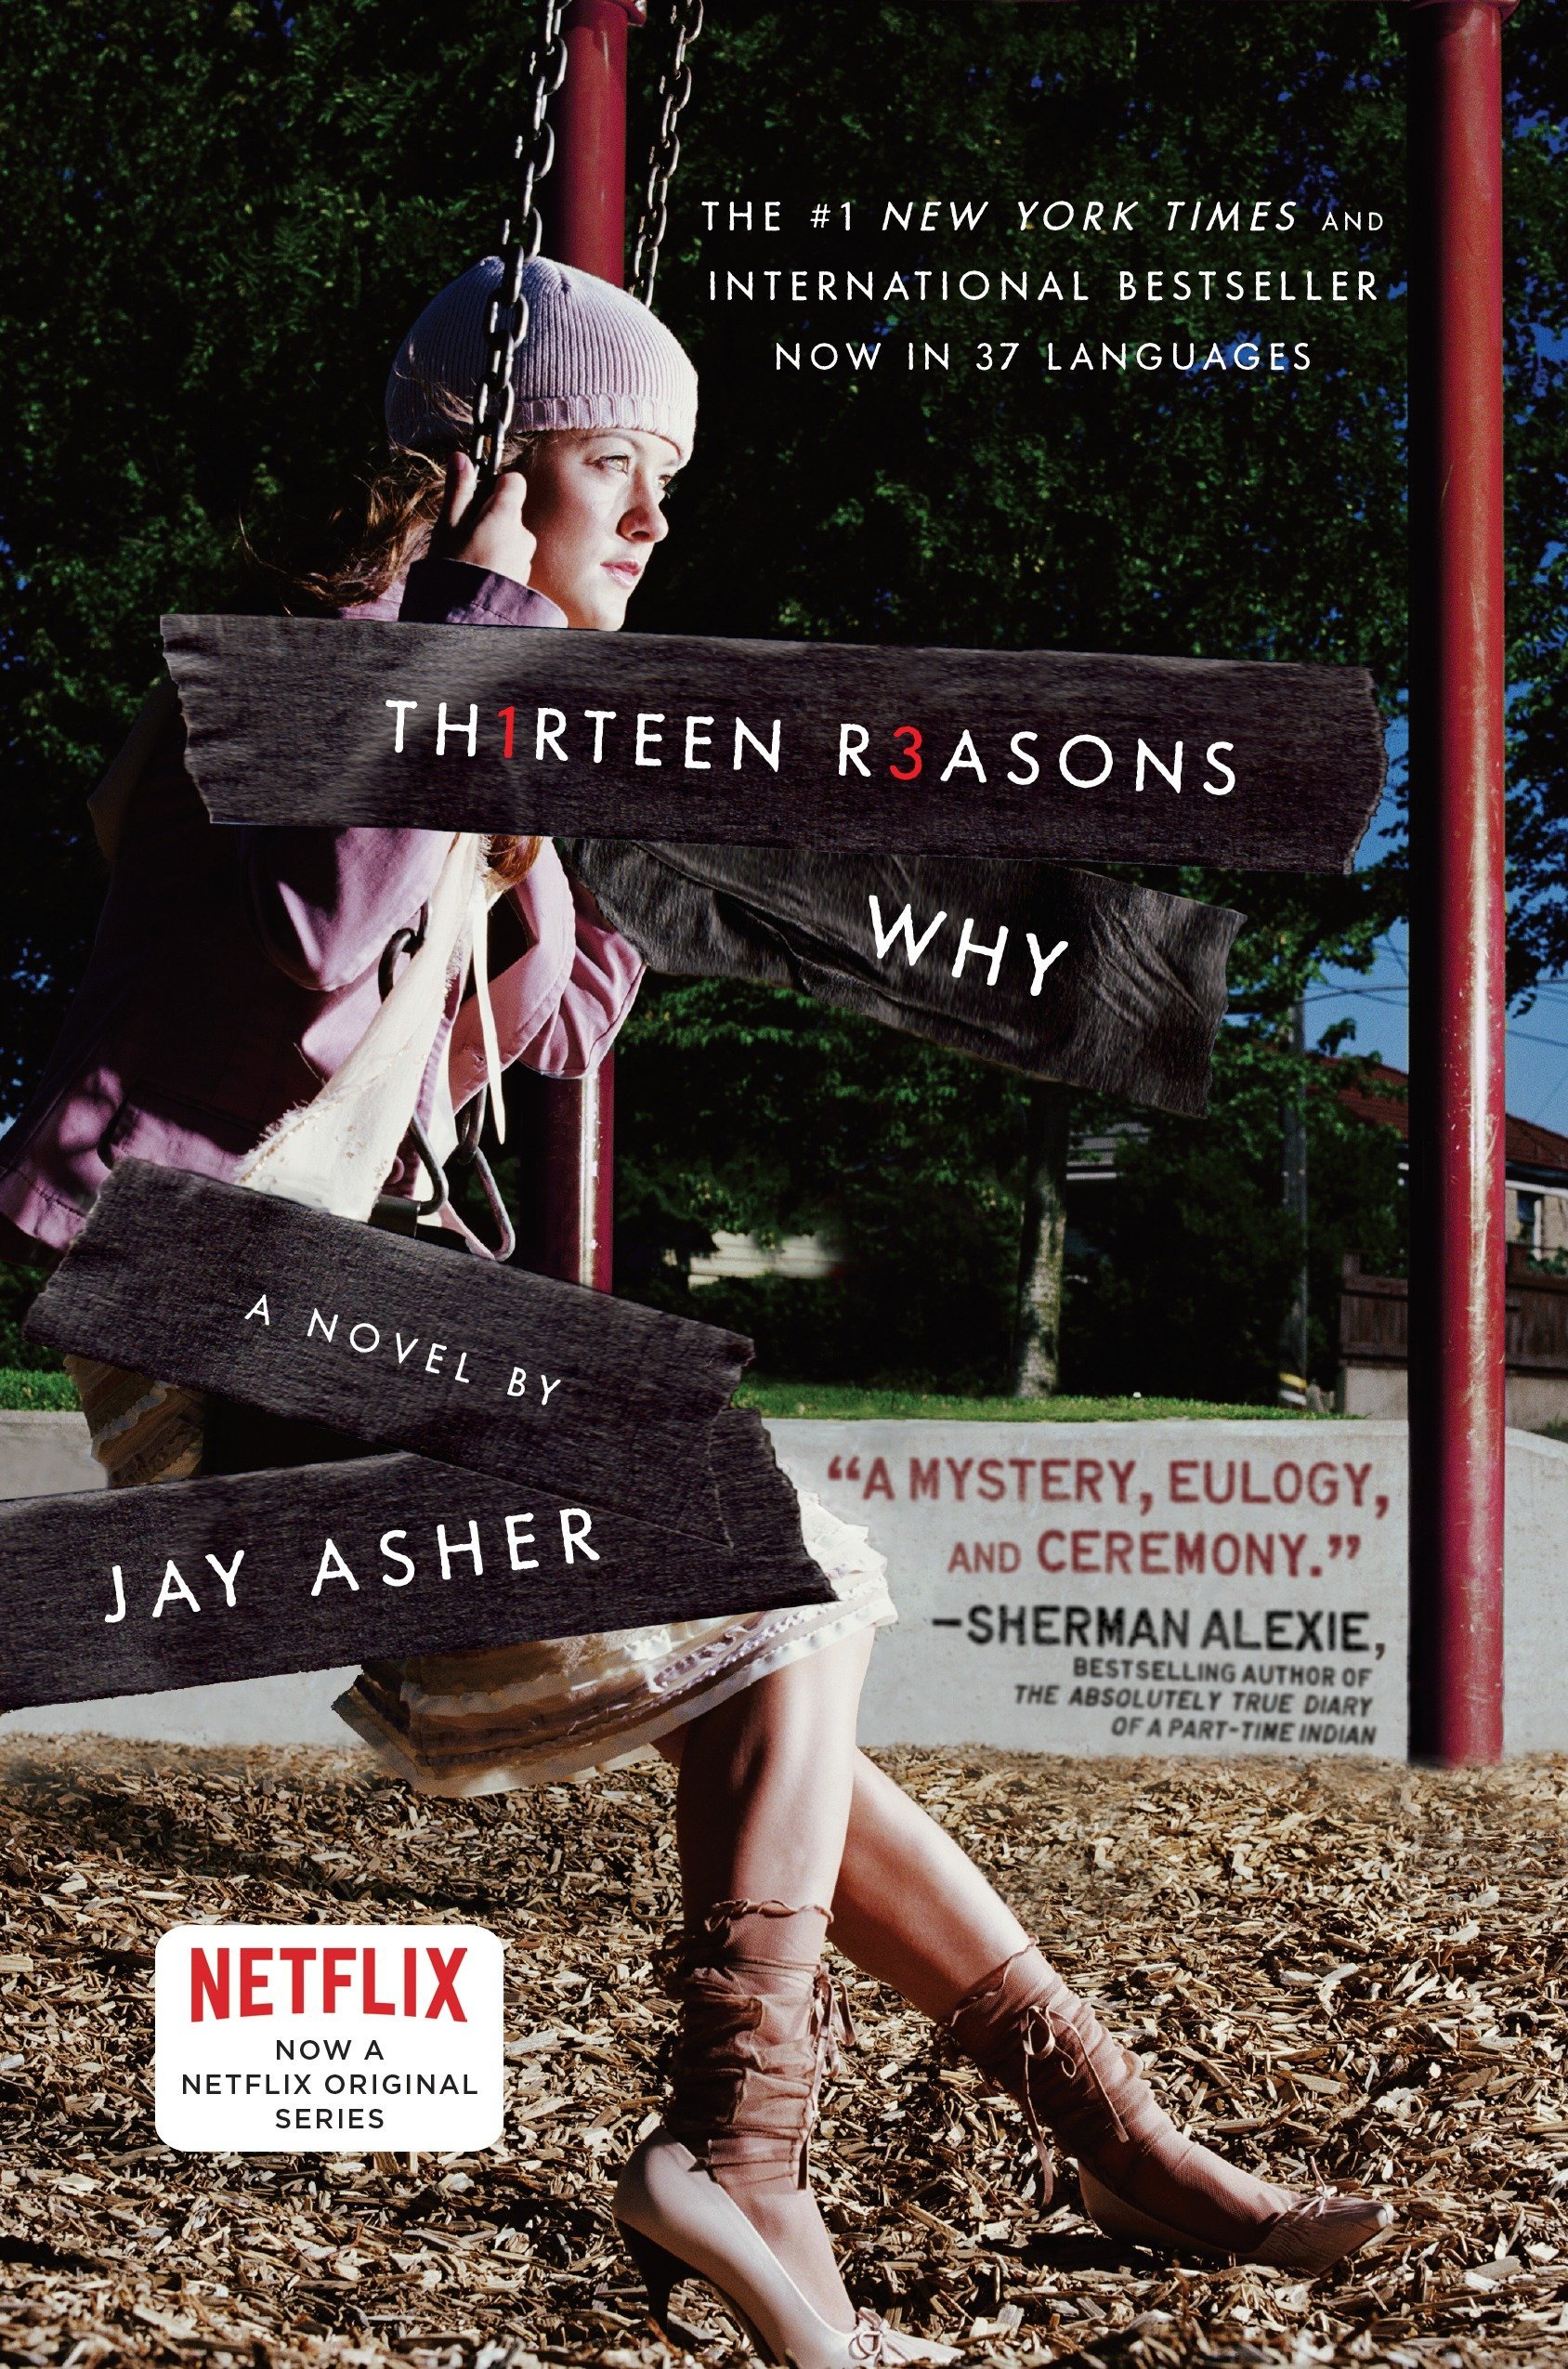 THE #1 NEW YORK TIMES AND
INTERNATIONAL BESTSELLER
NOW IN 37 LANGUAGES
TH1RTEEN R3ASONS
WHY
A NOVEL BY
JAY ASHER
“A MYSTERY, EULOGY,
AND CEREMONY.”
—SHERMAN ALEXIE,
BESTSELLING AUTHOR OF
THE ABSOLUTELY TRUE DIARY
OF A PART-TIME INDIAN
NETFLIX
NOW A
NETFLIX ORIGINAL
SERIES